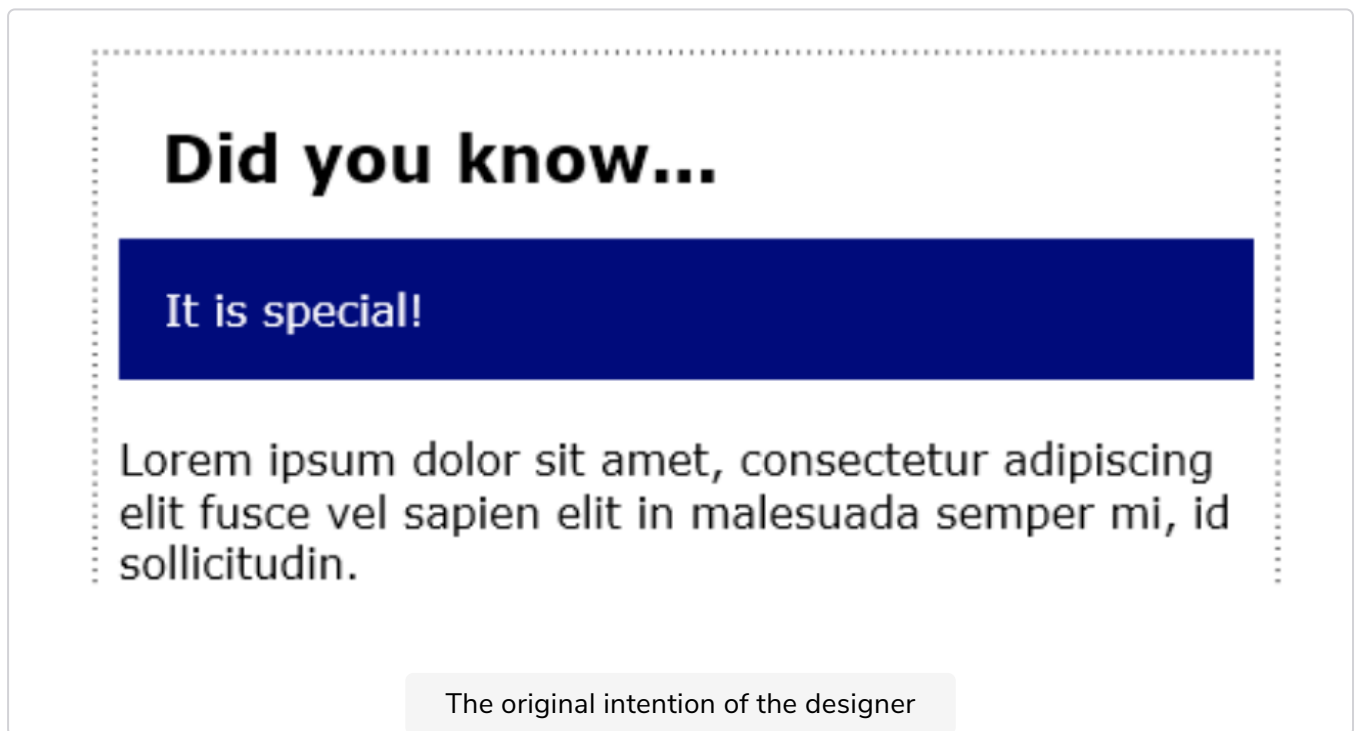 Did you know...
It is special!
Lorem ipsum dolor sit amet, consectetur adipiscing
elit fusce vel sapien elit in malesuada semper mi, id
sollicitudin.
The original intention of the designer